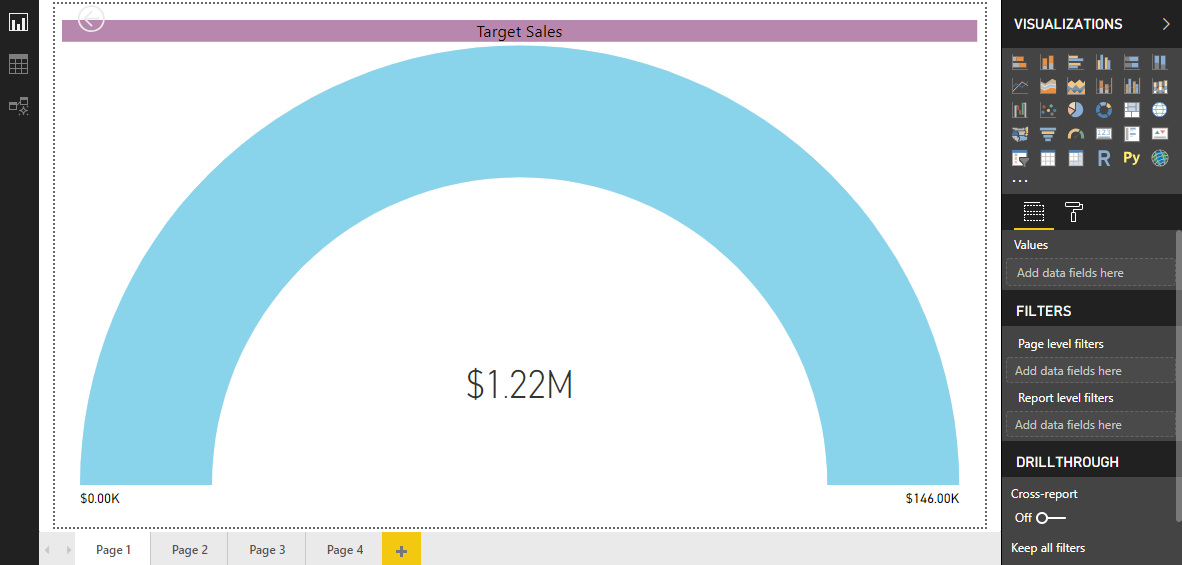 Target Sales
$1.22M
$0.00K
$146.00K
Page 1
Page 2
Page 3
Page 4
VISUALIZATIONS
123
R
Py
Values
Add data fields here
FILTERS
Page level filters
Add data fields here
Report level filters
Add data fields here
DRILLTHROUGH
Cross-report
Off
Keep all filters